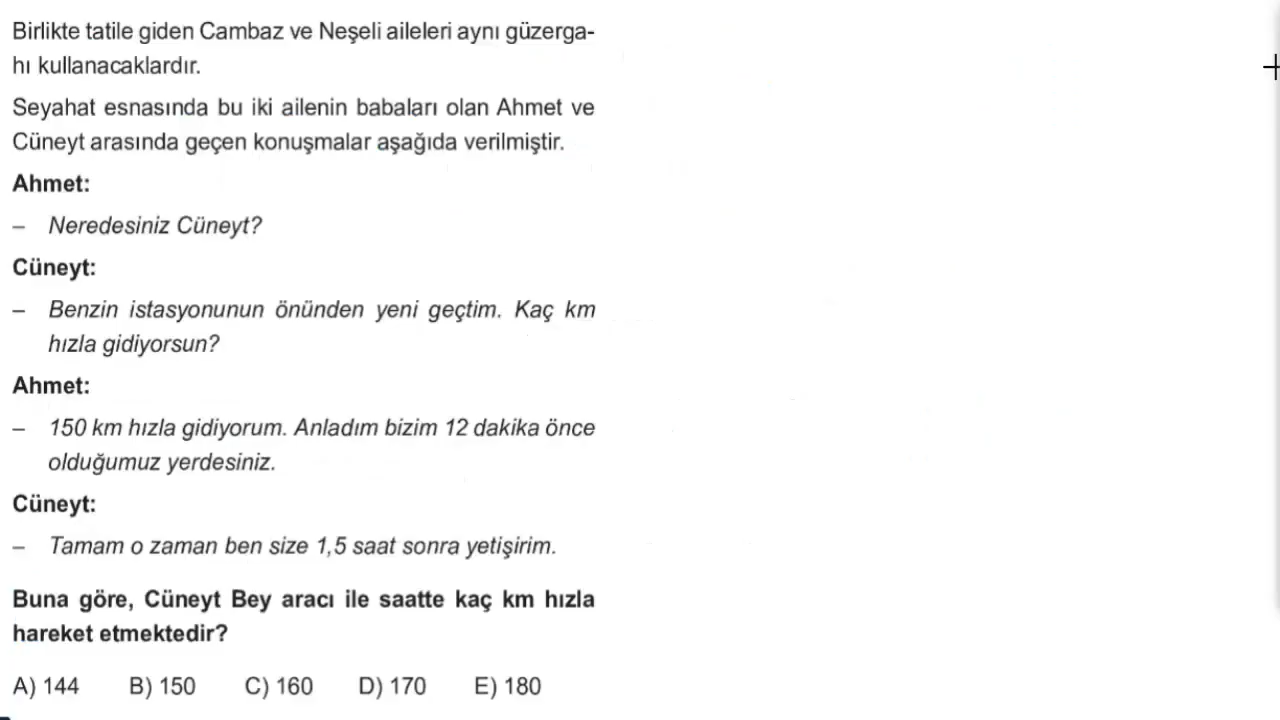 Birlikte tatile giden Cambaz ve Neşeli aileleri aynı güzerga-
hı kullanacaklardır.
Seyahat esnasında bu iki ailenin babaları olan Ahmet ve
Cüneyt arasında geçen konuşmalar aşağıda verilmiştir.
Ahmet:
– Neredesiniz Cüneyt?
Cüneyt:
– Benzin istasyonunun önünden yeni geçtim. Kaç km
hızla gidiyorsun?
Ahmet:
– 150 km hızla gidiyorum. Anladım bizim 12 dakika önce
olduğumuz yerdesiniz.
Cüneyt:
– Tamam o zaman ben size 1,5 saat sonra yetişirim.
Buna göre, Cüneyt Bey aracı ile saatte kaç km hızla
hareket etmektedir?
A) 144 B) 150 C) 160 D) 170 E) 180